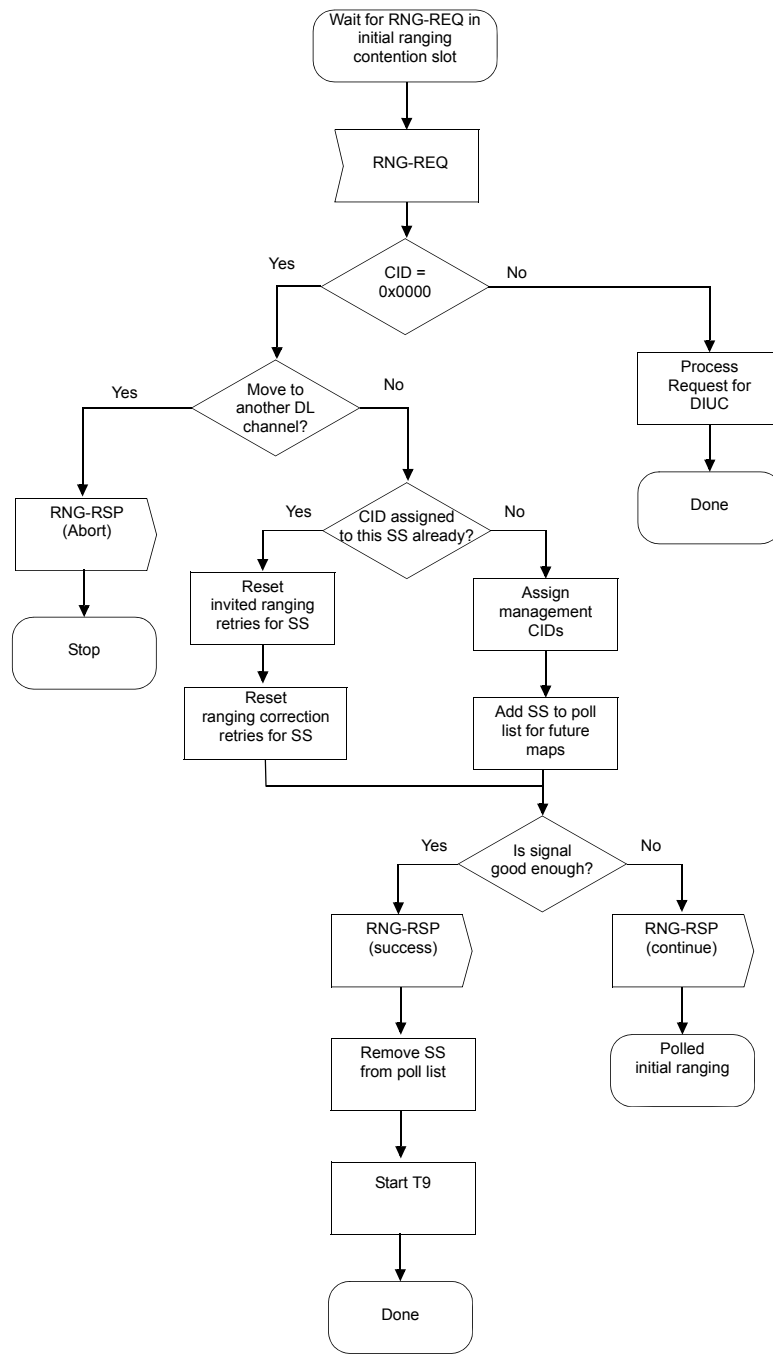 Wait for RNG-REQ in
initial ranging
contention slot
RNG-REQ
Yes
CID =
0x0000
No
Yes
Move to
another DL
channel?
No
Process
Request for
DIUC
RNG-RSP
(Abort)
Yes
CID assigned
to this SS already?
No
Done
Reset
invited ranging
retries for SS
Assign
management
CIDs
Stop
Reset
ranging correction
retries for SS
Add SS to poll
list for future
maps
Yes
Is signal
good enough?
No
RNG-RSP
(success)
RNG-RSP
(continue)
Remove SS
from poll list
Polled
initial ranging
Start T9
Done